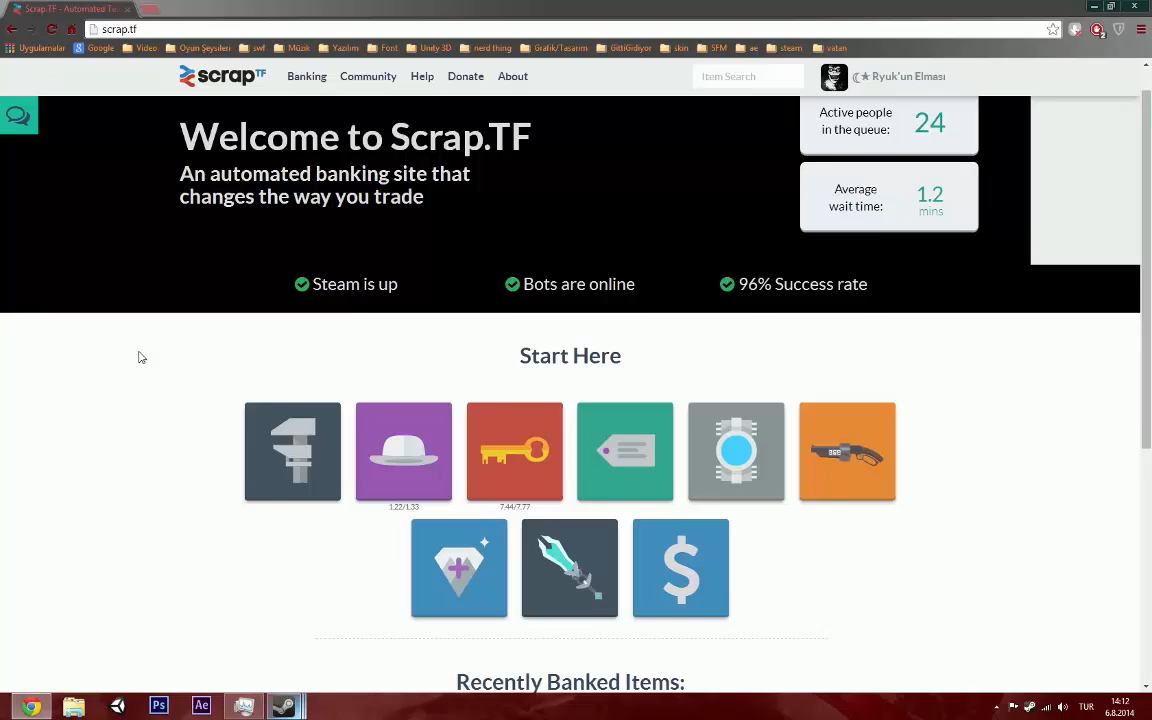 Scrap.TF - Automated Te
scrap.tf
Uygulamalar Google Video Oyun Şeysileri swf Müzik Yazılım Font Unity 3D nerd thing Grafik/Tasarım GittiGidiyor skin SFM ae steam vatan
scrap.TF Banking Community Help Donate About Item Search Ryuk'un Elması
Welcome to Scrap.TF
An automated banking site that
changes the way you trade
Active people
in the queue:
24
Average
wait time:
1.2
mins
Steam is up Bots are online 96% Success rate
Start Here
1.22/1.33 7.44/7.77
Recently Banked Items:
Ps Ae
TUR
14:12
6.8.2014